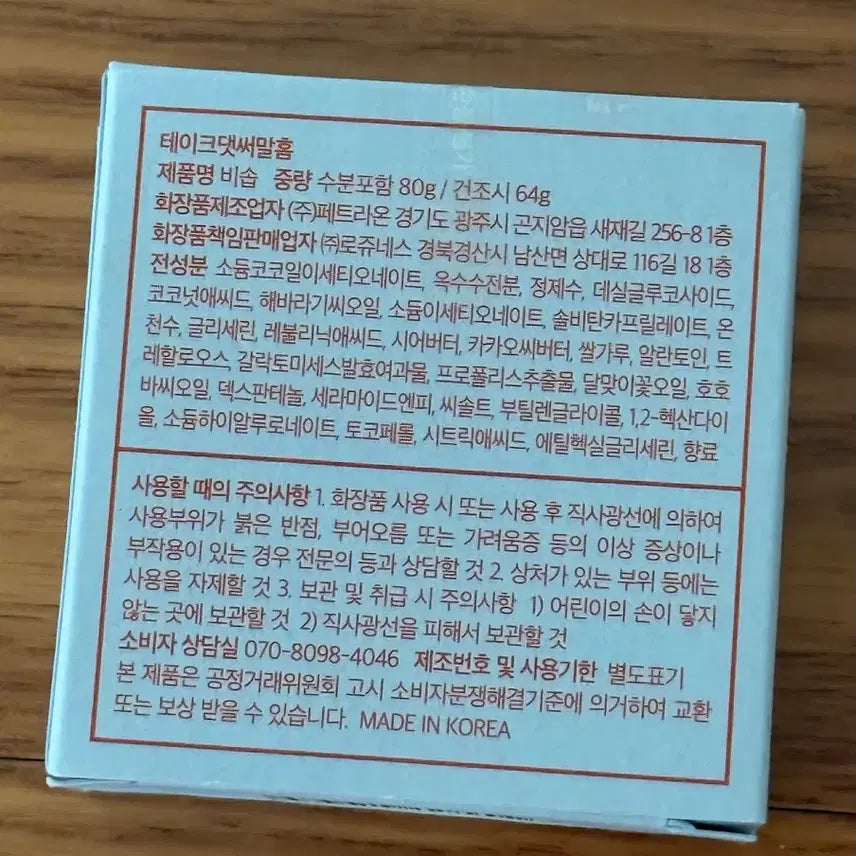 테이크댓써말홈
제품명 비솝 중량 수분포함 80g / 건조시 64g
화장품제조업자 (주)페트라온 경기도 광주시 곤지암읍 새재길 256-8 1층
화장품책임판매업자 ㈜로쥬네스 경북경산시 남산면 상대로 116길 18 1층
전성분 소듐코코일이세티오네이트, 옥수수전분, 정제수, 데실글루코사이드,
코코넛애씨드, 해바라기씨오일, 소듐이세티오네이트, 솔비탄카프릴레이트, 온
천수, 글리세린, 레불리닉애씨드, 시어버터, 카카오씨버터, 쌀가루, 알란토인, 트
레할로오스, 갈락토미세스발효여과물, 프로폴리스추출물, 달맞이꽃오일, 호호
바씨오일, 덱스판테놀, 세라마이드엔피, 씨솔트, 부틸렌글라이콜, 1,2-헥산다이
올, 소듐하이알루로네이트, 토코페롤, 시트릭애씨드, 에틸헥실글리세린, 향료
사용할 때의 주의사항 1. 화장품 사용 시 또는 사용 후 직사광선에 의하여
사용부위가 붉은 반점, 부어오름 또는 가려움증 등의 이상 증상이나
부작용이 있는 경우 전문의 등과 상담할 것 2. 상처가 있는 부위 등에는
사용을 자제할 것 3. 보관 및 취급 시 주의사항 1) 어린이의 손이 닿지
않는 곳에 보관할 것 2) 직사광선을 피해서 보관할 것
소비자 상담실 070-8098-4046 제조번호 및 사용기한 별도표기
본 제품은 공정거래위원회 고시 소비자분쟁해결기준에 의거하여 교환
또는 보상 받을 수 있습니다. MADE IN KOREA